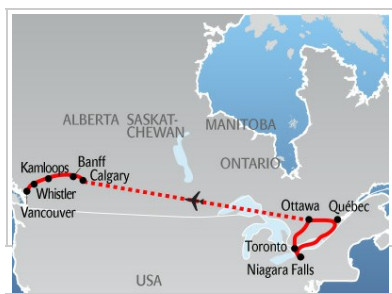 ALBERTA SASKAT-
CHEWAN
MANITOBA
ONTARIO
Kamloops
Banff
Calgary
Whistler
Vancouver
Ottawa
Québec
Toronto
Niagara Falls
USA